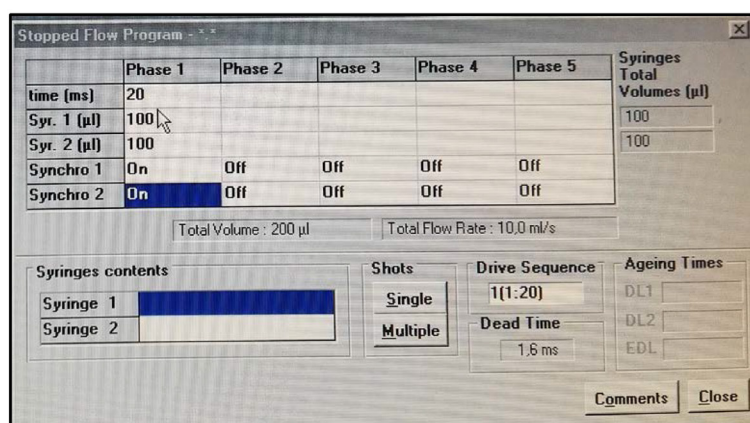 Stopped Flow Program - *.*
Phase 1 Phase 2 Phase 3 Phase 4 Phase 5
Syringes
Total
Volumes (µl)
time (ms) 20
Syr. 1 (µl) 100 100
Syr. 2 (µl) 100 100
Synchro 1 On Off Off Off Off
Synchro 2 On Off Off Off Off
Total Volume : 200 µl Total Flow Rate : 10,0 ml/s
Syringes contents
Syringe 1
Syringe 2
Shots
Single
Multiple
Drive Sequence
1(1:20)
Dead Time
1,6 ms
Ageing Times
DL1
DL2
EDL
Comments Close